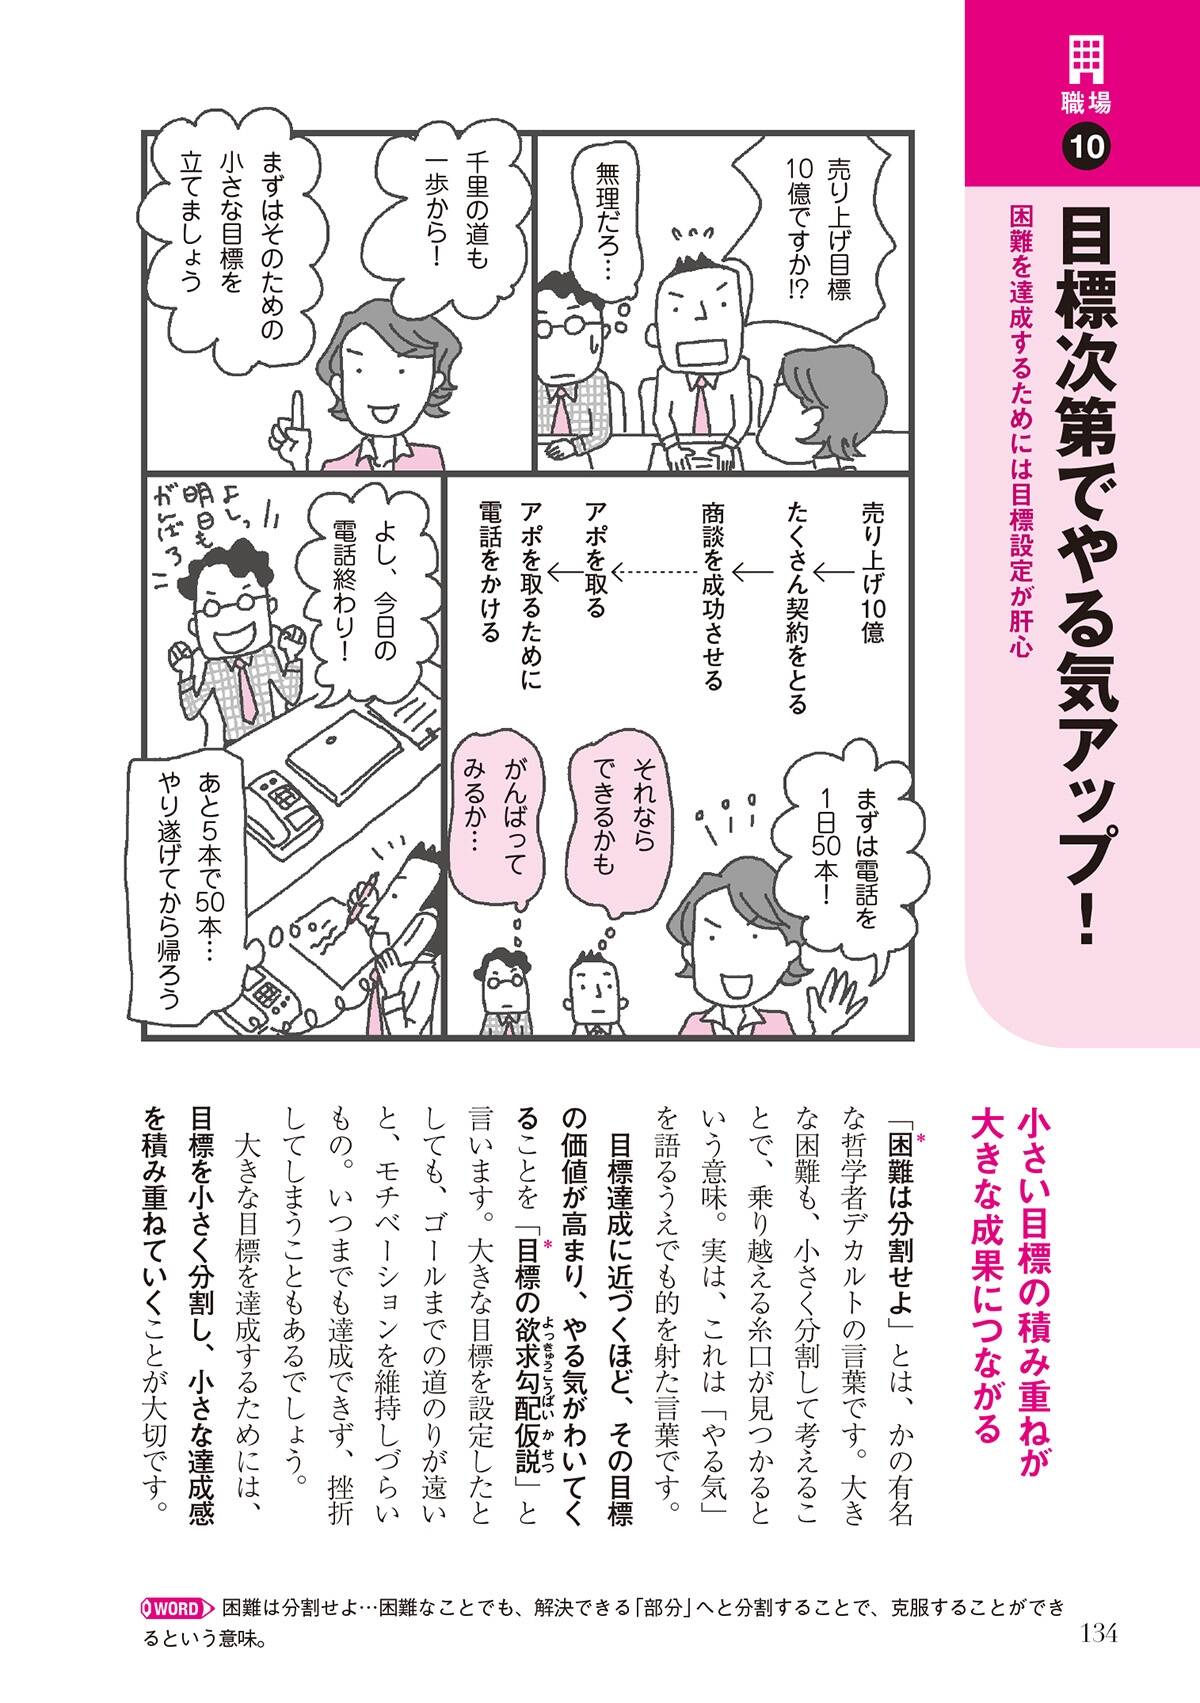 職場
10
目標次第でやる気アップ！
困難を達成するためには目標設定が肝心
売り上げ目標
10億ですか!?
無理だろ…
千里の道も
一歩から！
まずはそのための
小さな目標を
立てましょう
売り上げ10億
たくさん契約をとる
商談を成功させる
アポを取る
アポを取るために
電話をかける
まずは電話を
1日50本！
それなら
できるかも
がんばって
みるか…
よし、今日の
電話終わり！
よしっ
明日も
がんばろ
あと5本で50本…
やり遂げてから帰ろう
小さい目標の積み重ねが
大きな成果につながる
「困難は分割せよ*」とは、かの有名
な哲学者デカルトの言葉です。大き
な困難も、小さく分割して考えるこ
とで、乗り越える糸口が見つかると
いう意味。実は、これは「やる気」
を語るうえでも的を射た言葉です。
目標達成に近づくほど、その目標
の価値が高まり、やる気がわいてく
ることを「目標の欲求勾配仮説*」と
よっきゅうこうばいかせつ
言います。大きな目標を設定したと
しても、ゴールまでの道のりが遠い
と、モチベーションを維持しづらい
もの。いつまでも達成できず、挫折
してしまうこともあるでしょう。
大きな目標を達成するためには、
目標を小さく分割し、小さな達成感
を積み重ねていくことが大切です。
WORD 困難は分割せよ…困難なことでも、解決できる「部分」へと分割することで、克服することができ
るという意味。
134